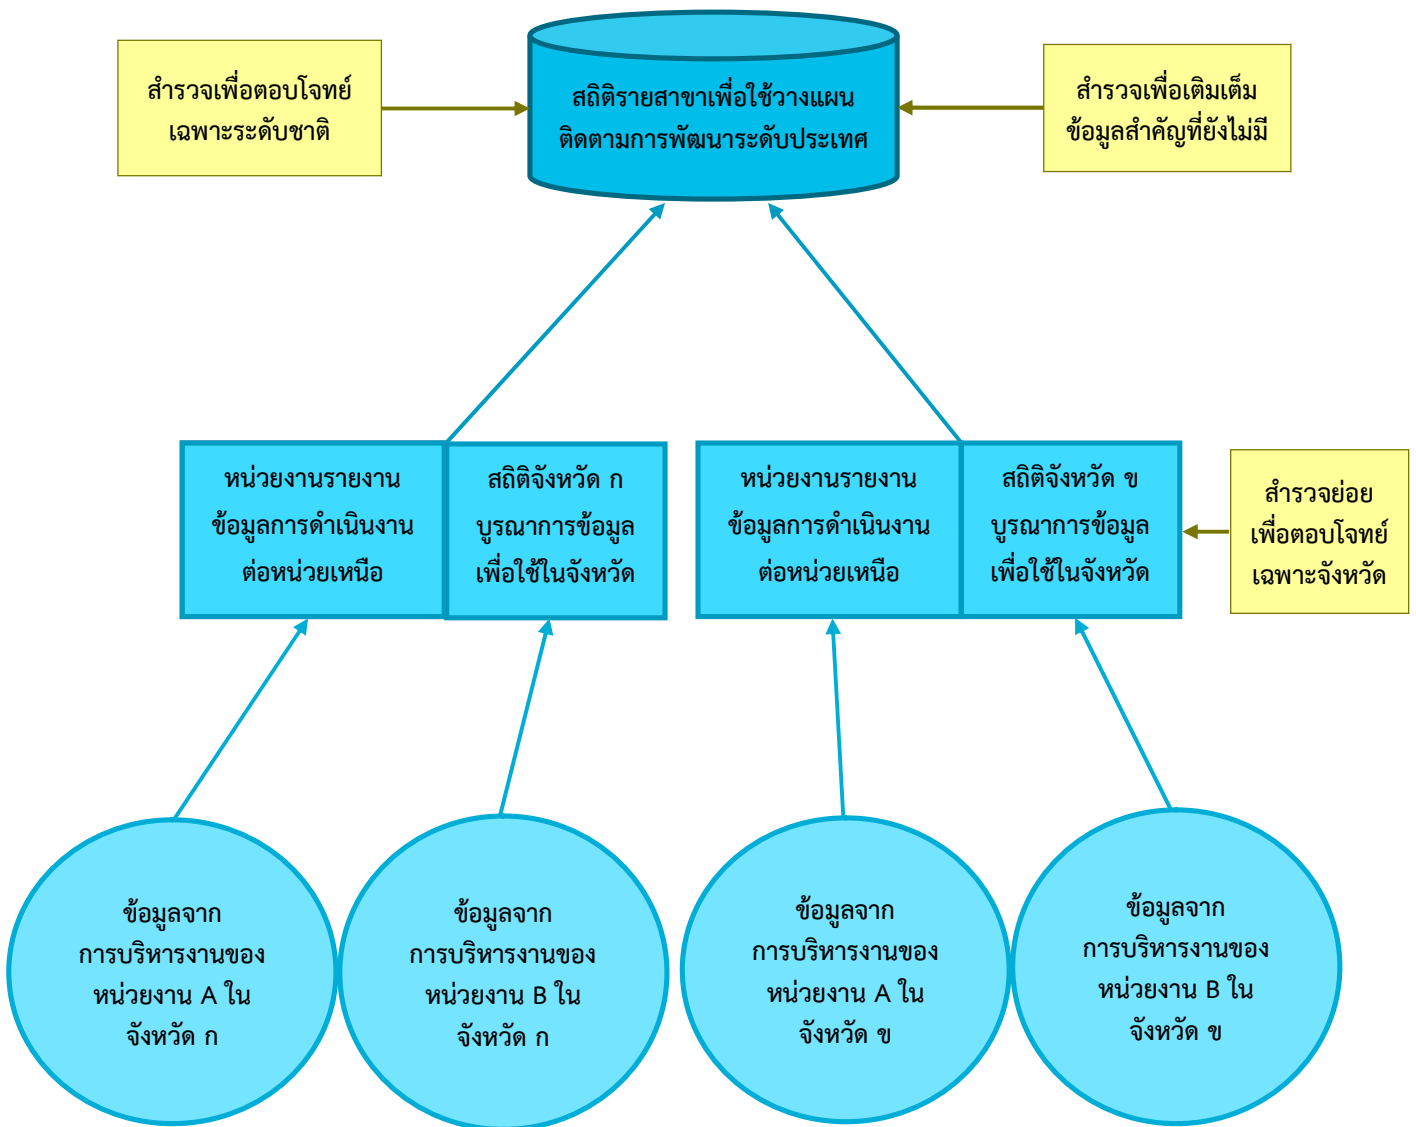 สำรวจเพื่อตอบโจทย์
เฉพาะระดับชาติ
สถิติรายสาขาเพื่อใช้วางแผน
ติดตามการพัฒนาระดับประเทศ
สำรวจเพื่อเติมเต็ม
ข้อมูลสำคัญที่ยังไม่มี
หน่วยงานรายงาน
ข้อมูลการดำเนินงาน
ต่อหน่วยเหนือ
สถิติจังหวัด ก
บูรณาการข้อมูล
เพื่อใช้ในจังหวัด
หน่วยงานรายงาน
ข้อมูลการดำเนินงาน
ต่อหน่วยเหนือ
สถิติจังหวัด ข
บูรณาการข้อมูล
เพื่อใช้ในจังหวัด
สำรวจย่อย
เพื่อตอบโจทย์
เฉพาะจังหวัด
ข้อมูลจาก
การบริหารงานของ
หน่วยงาน A ใน
จังหวัด ก
ข้อมูลจาก
การบริหารงานของ
หน่วยงาน B ใน
จังหวัด ก
ข้อมูลจาก
การบริหารงานของ
หน่วยงาน A ใน
จังหวัด ข
ข้อมูลจาก
การบริหารงานของ
หน่วยงาน B ใน
จังหวัด ข